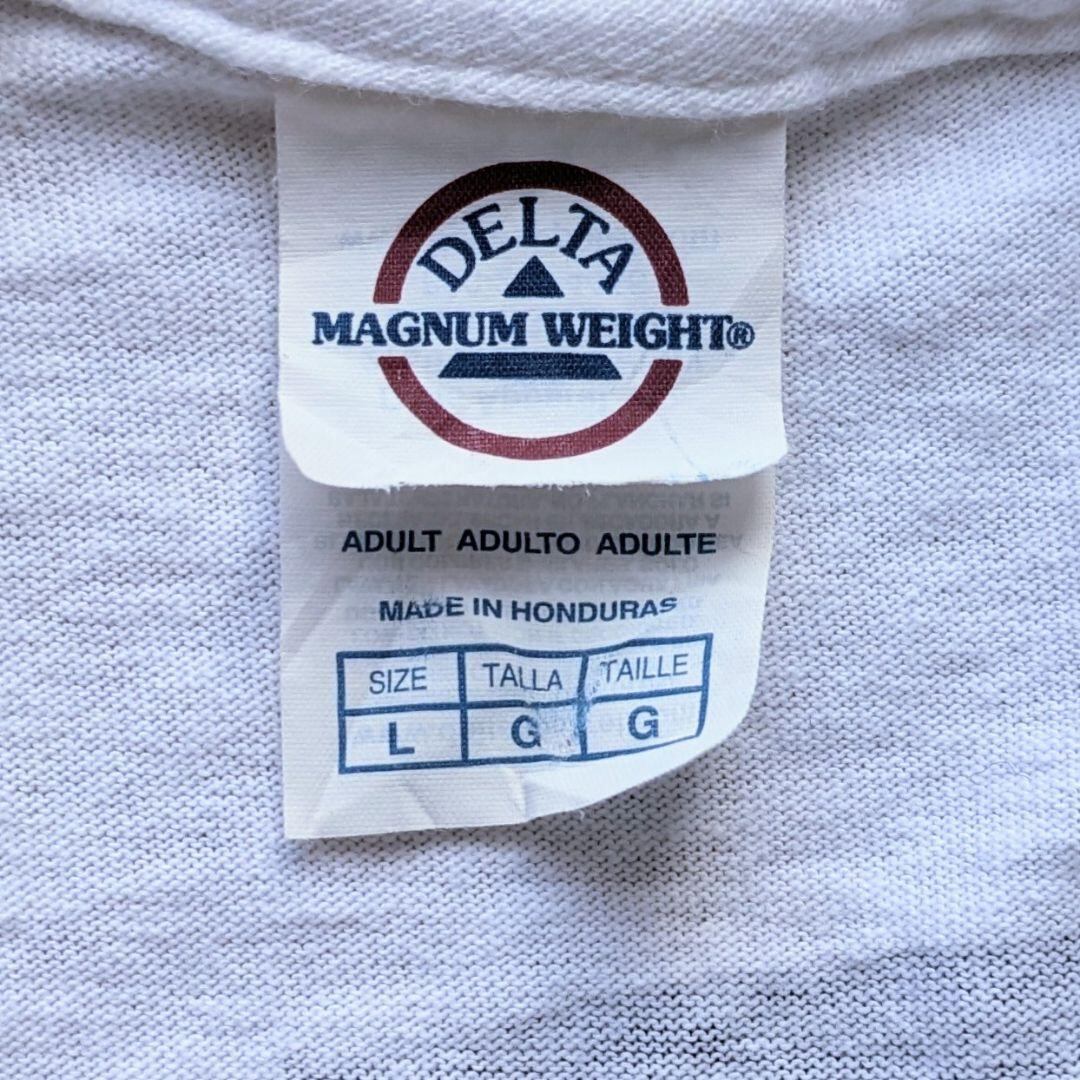 DELTA
MAGNUM WEIGHT®
ADULT ADULTO ADULTE
MADE IN HONDURAS
SIZE TALLA TAILLE
L G G